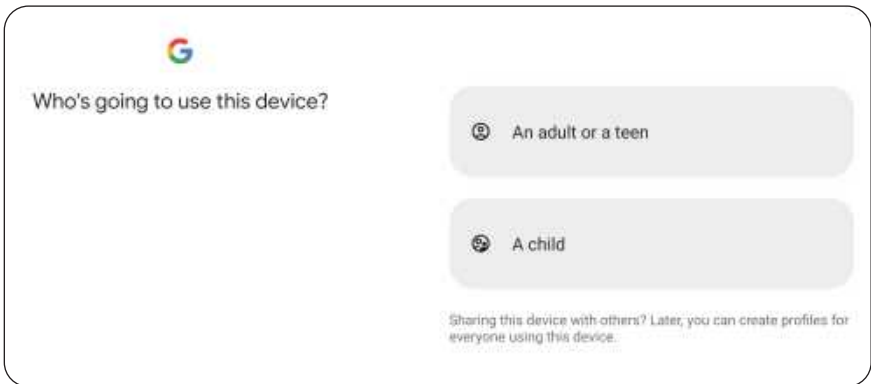 Who's going to use this device?
An adult or a teen
A child
Sharing this device with others? Later, you can create profiles for
everyone using this device.